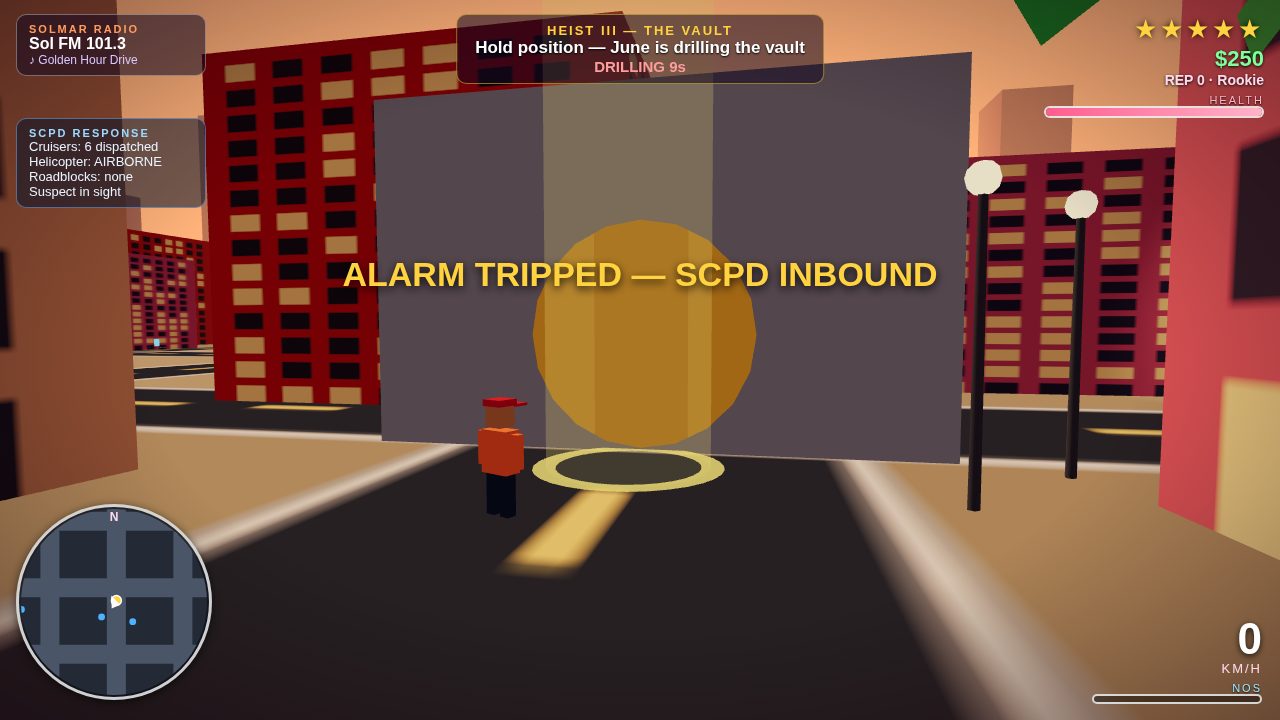 SOLMAR RADIO
Sol FM 101.3
♪ Golden Hour Drive
HEIST III — THE VAULT
Hold position — June is drilling the vault
DRILLING 9s
★★★★★
$250
REP 0 · Rookie
HEALTH
SCPD RESPONSE
Cruisers: 6 dispatched
Helicopter: AIRBORNE
Roadblocks: none
Suspect in sight
ALARM TRIPPED — SCPD INBOUND
N
0
KM/H
NOS